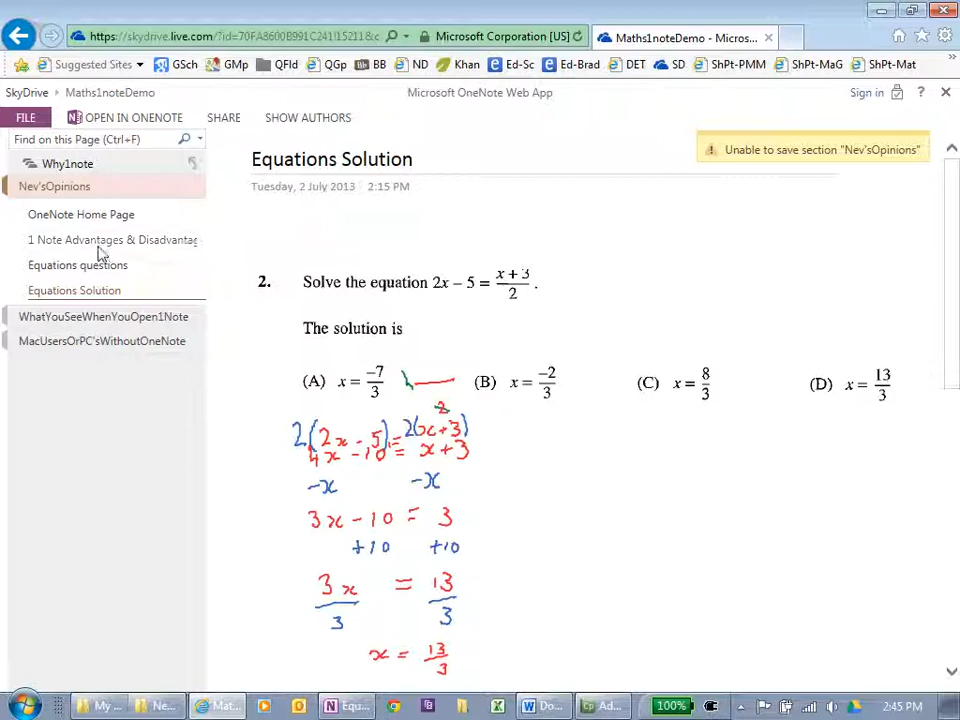 https://skydrive.live.com/?id=70FA8600B991C241!15211&c
Microsoft Corporation [US]
Maths1noteDemo - Micros...
Suggested Sites
GSch
GMp
QFld
QGp
BB
ND
Khan
Ed-Sc
Ed-Brad
DET
SD
ShPt-PMM
ShPt-MaG
ShPt-Mat
SkyDrive
Maths1noteDemo
Microsoft OneNote Web App
Sign in
FILE
OPEN IN ONENOTE
SHARE
SHOW AUTHORS
Find on this Page (Ctrl+F)
Unable to save section "Nev'sOpinions"
Why1note
Nev'sOpinions
OneNote Home Page
1 Note Advantages & Disadvantag
Equations questions
Equations Solution
WhatYouSeeWhenYouOpen1Note
MacUsersOrPC'sWithoutOneNote
Equations Solution
Tuesday, 2 July 2013 2:15 PM
2. Solve the equation 2x – 5 = x + 3 / 2 .
The solution is
(A) x = –7/3 (B) x = –2/3 (C) x = 8/3 (D) x = 13/3
2
2(2x - 5) = 2(x+3)
4x - 10 = x + 3
-x -x
3x - 10 = 3
+10 +10
3x = 13
3 3
x = 13/3
My ...
Ne...
Mat...
Equ...
Do...
Ad...
100%
2:45 PM